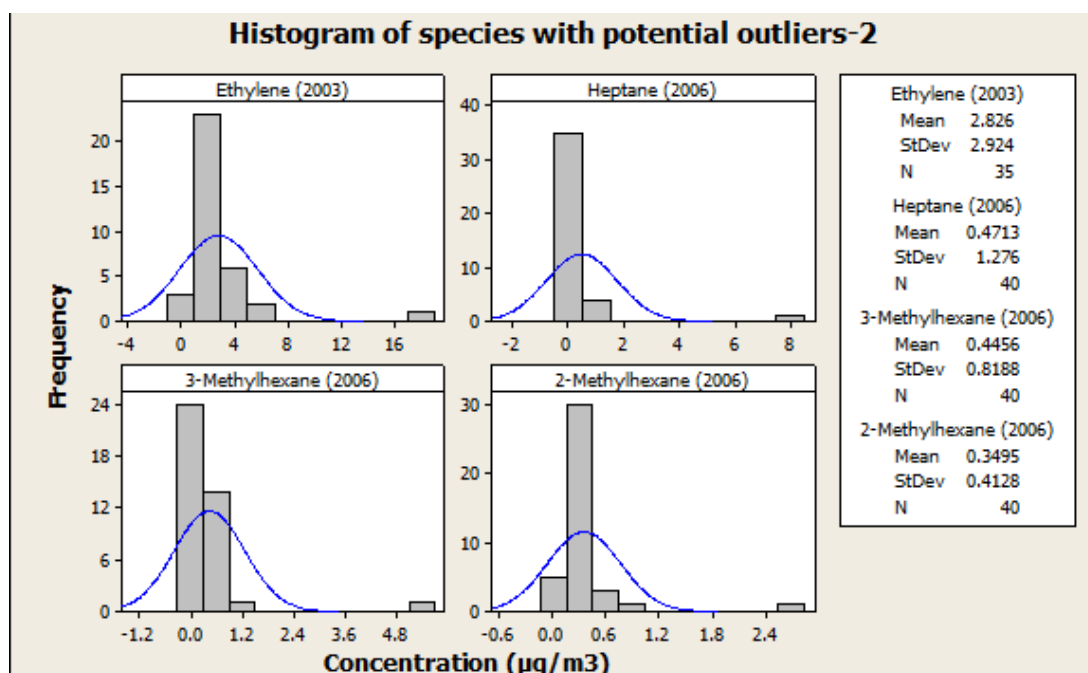 Histogram of species with potential outliers-2
Ethylene (2003)
Heptane (2006)
20
15
10
5
0
-4 0 4 8 12 16
40
30
20
10
0
-2 0 2 4 6 8
3-Methylhexane (2006)
2-Methylhexane (2006)
24
18
12
6
0
-1.2 0.0 1.2 2.4 3.6 4.8
30
20
10
0
-0.6 0.0 0.6 1.2 1.8 2.4
Frequency
Concentration (µg/m3)
Ethylene (2003)
Mean 2.826
StDev 2.924
N 35
Heptane (2006)
Mean 0.4713
StDev 1.276
N 40
3-Methylhexane (2006)
Mean 0.4456
StDev 0.8188
N 40
2-Methylhexane (2006)
Mean 0.3495
StDev 0.4128
N 40